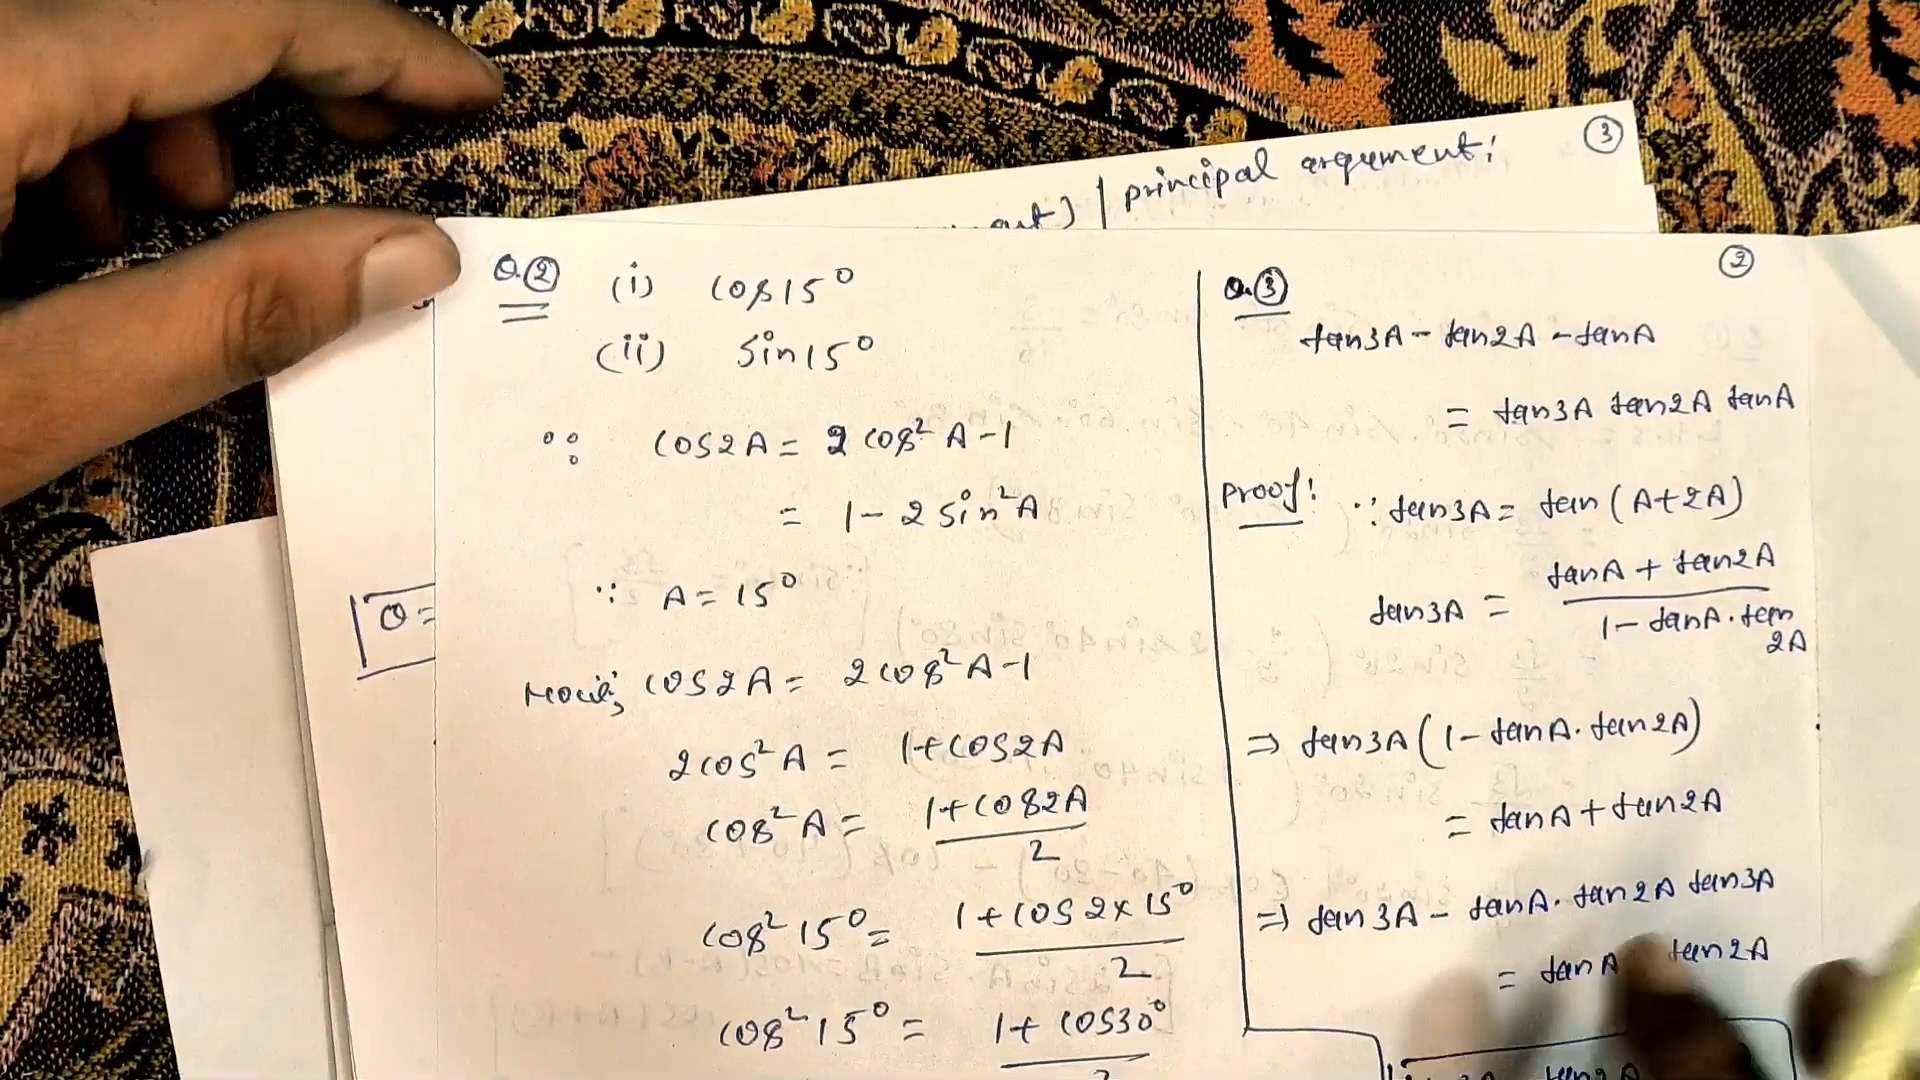 principal argument:
③
Q.② (i) cos15°
(ii) sin15°
∵ cos2A = 2cos²A-1
= 1-2sin²A
∵ A = 15°
cos2A = 2cos²A-1
2cos²A = 1+cos2A
cos²A = (1+cos2A)/2
cos²15° = (1+cos2×15°)/2
cos²15° = (1+cos30°)/2
②
Q.③
tan3A - tan2A - tanA
= tan3A tan2A tanA
Proof: ∵ tan3A = tan(A+2A)
tan3A = (tanA + tan2A)/(1-tanA.tan2A)
⇒ tan3A(1-tanA.tan2A)
= tanA + tan2A
⇒ tan3A - tanA.tan2A tan3A
= tanA tan2A
θ=